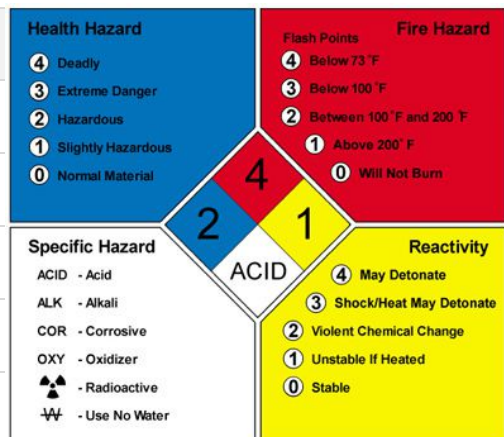 Health Hazard
4 Deadly
3 Extreme Danger
2 Hazardous
1 Slightly Hazardous
0 Normal Material
Fire Hazard
Flash Points
4 Below 73°F
3 Below 100°F
2 Between 100°F and 200°F
1 Above 200°F
0 Will Not Burn
4
2
1
ACID
Specific Hazard
ACID - Acid
ALK - Alkali
COR - Corrosive
OXY - Oxidizer
- Radioactive
W - Use No Water
Reactivity
4 May Detonate
3 Shock/Heat May Detonate
2 Violent Chemical Change
1 Unstable If Heated
0 Stable